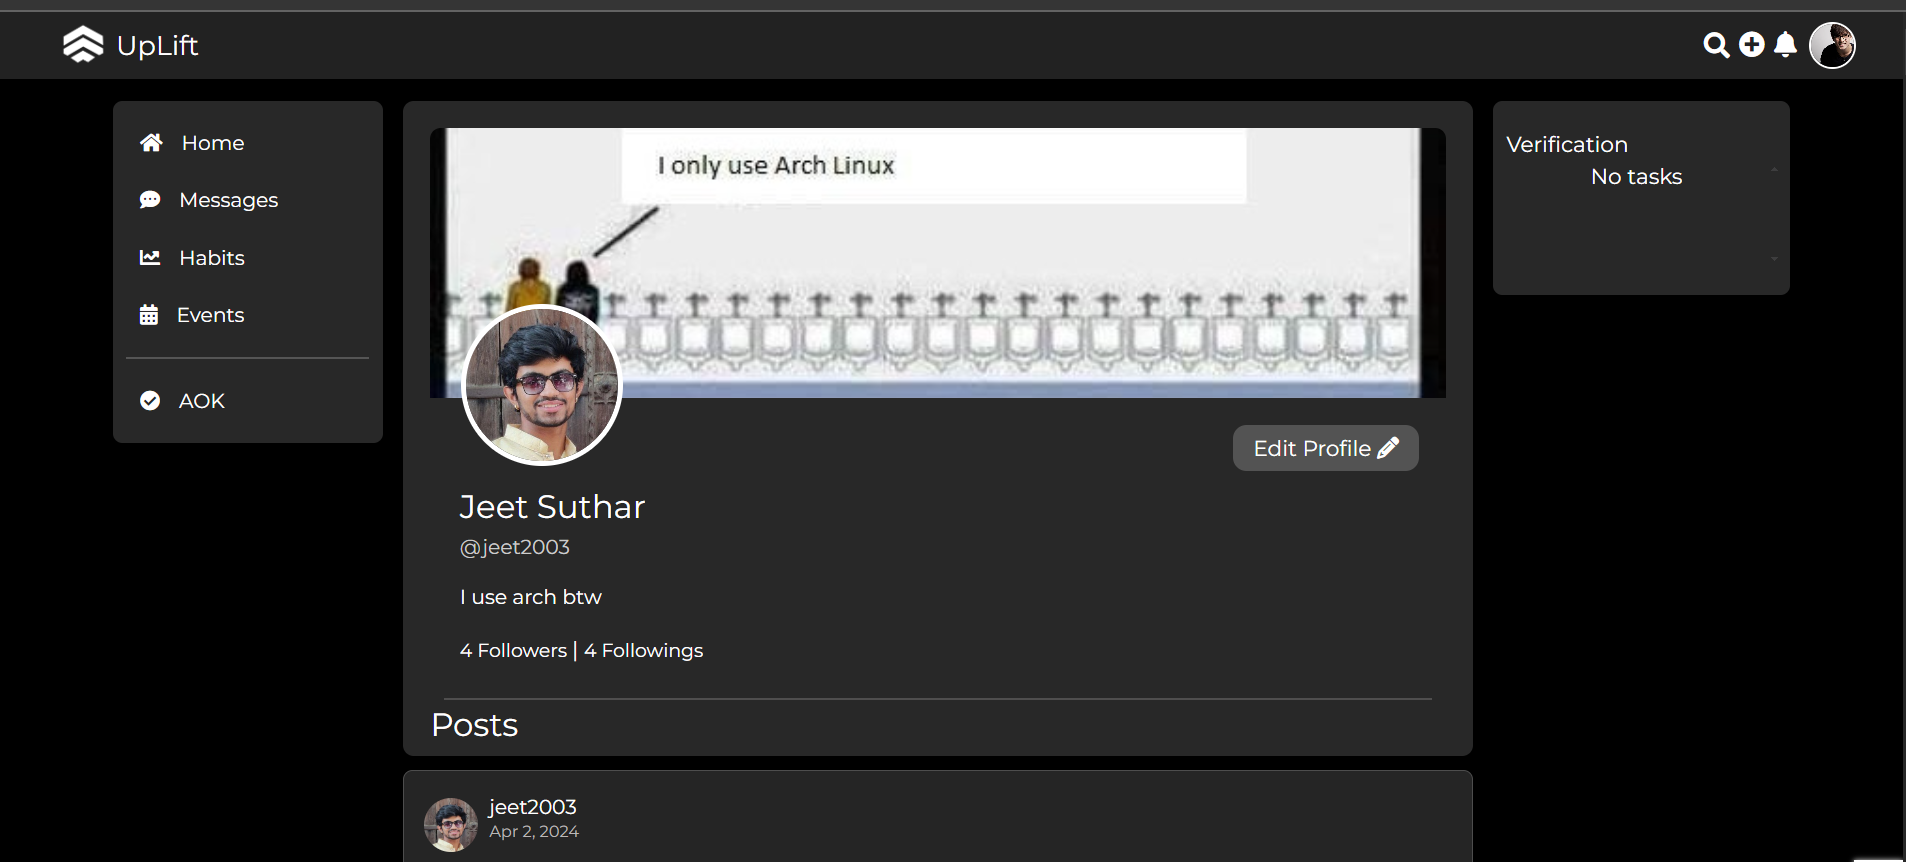 UpLift
Home
Messages
Habits
Events
AOK
I only use Arch Linux
Edit Profile
Jeet Suthar
@jeet2003
I use arch btw
4 Followers | 4 Followings
Posts
jeet2003
Apr 2, 2024
Verification
No tasks